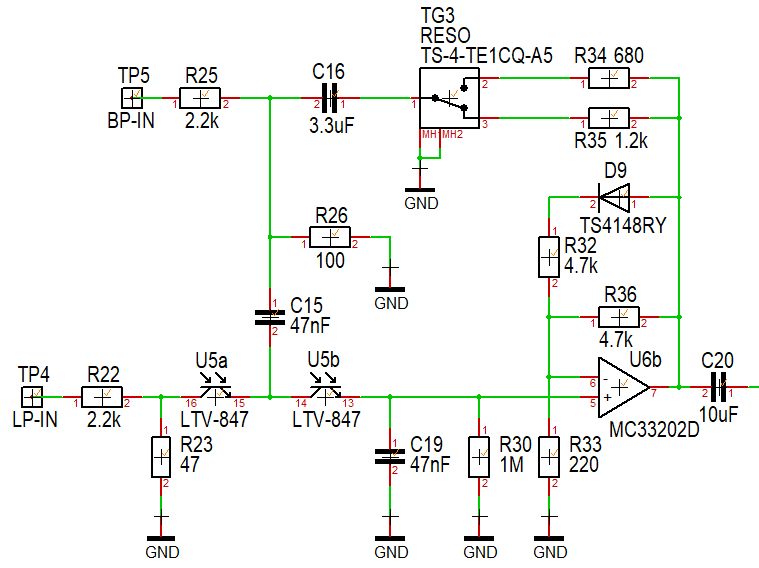 TG3
RESO
TS-4-TE1CQ-A5
TP5
BP-IN
R25
1
2
2.2k
C16
2
1
3.3uF
1
2
3
MH1
MH2
GND
R34 680
1
2
R35 1.2k
1
2
D9
2
1
TS4148RY
R26
1
2
100
GND
R32
4.7k
1
2
C15
47nF
1
2
R36
1
2
4.7k
TP4
LP-IN
R22
1
2
2.2k
U5a
16
15
LTV-847
U5b
14
13
LTV-847
U6b
6
-
5
+
7
MC33202D
C20
2
1
10uF
R23
47
1
2
GND
C19
47nF
1
2
GND
R30
1M
1
2
GND
R33
220
1
2
GND